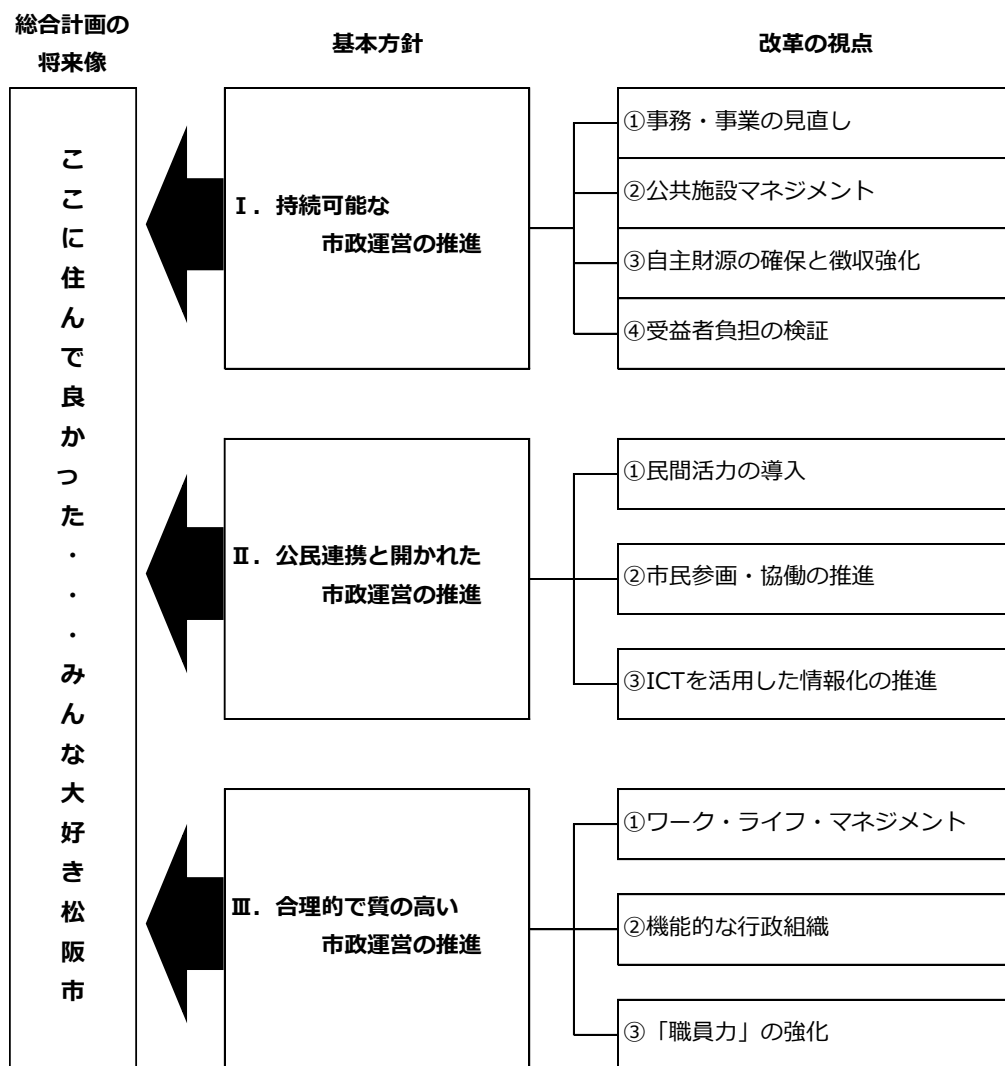 総合計画の
将来像
基本方針
改革の視点
ここに住んで良かつた・・・みんな大好き松阪市
Ⅰ．持続可能な
市政運営の推進
①事務・事業の見直し
②公共施設マネジメント
③自主財源の確保と徴収強化
④受益者負担の検証
Ⅱ．公民連携と開かれた
市政運営の推進
①民間活力の導入
②市民参画・協働の推進
③ICTを活用した情報化の推進
Ⅲ．合理的で質の高い
市政運営の推進
①ワーク・ライフ・マネジメント
②機能的な行政組織
③「職員力」の強化